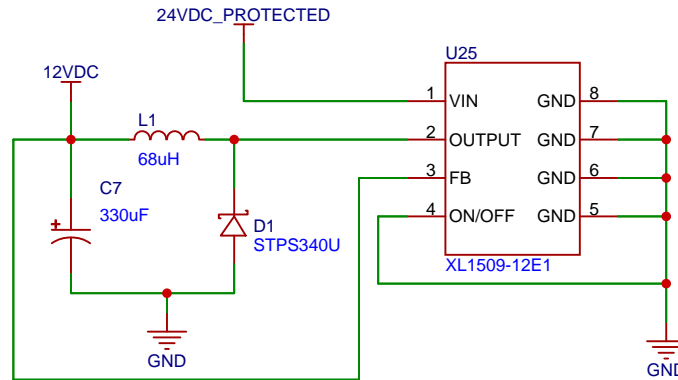 24VDC_PROTECTED
U25
12VDC
1 VIN GND 8
L1
2 OUTPUT GND 7
68uH
3 FB GND 6
C7
330uF
4 ON/OFF GND 5
D1
STPS340U
XL1509-12E1
GND
GND